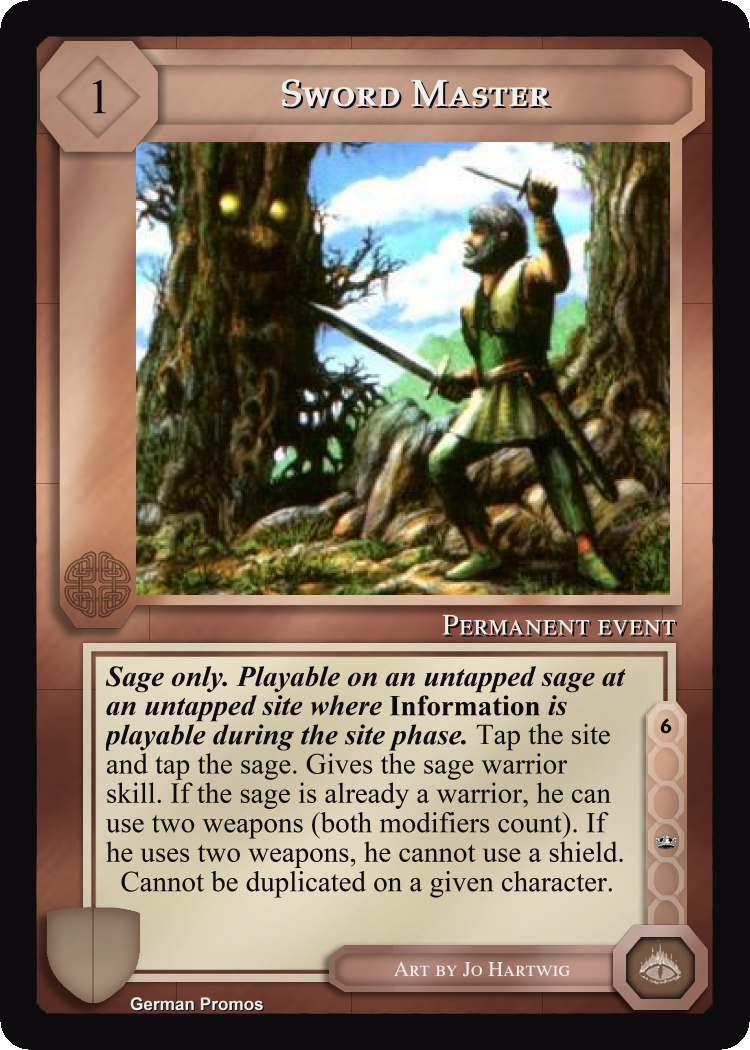 1
Sword Master
Permanent event
Sage only. Playable on an untapped sage at
an untapped site where Information is
playable during the site phase. Tap the site
and tap the sage. Gives the sage warrior
skill. If the sage is already a warrior, he can
use two weapons (both modifiers count). If
he uses two weapons, he cannot use a shield.
Cannot be duplicated on a given character.
6
Art by Jo Hartwig
German Promos